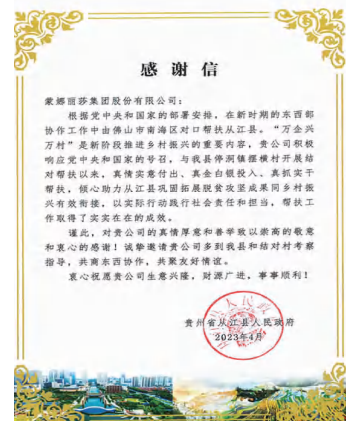 感谢信
蒙娜丽莎集团股份有限公司：
根据党中央和国家的部署安排，在新时期的东西部
协作工作中由佛山市南海区对口帮扶从江县。“万企兴
万村”是新阶段推进乡村振兴的重要内容，贵公司积极
响应党中央和国家的号召，与我县停洞镇摆横村开展结
对帮扶以来，真情实意付出、真金白银投入、真抓实干
帮扶，倾心助力从江县巩固拓展脱贫攻坚成果同乡村振
兴有效衔接，以实际行动践行社会责任和担当，帮扶工
作取得了实实在在的成效。
谨此，对贵公司的真情厚意和善举致以崇高的敬意
和衷心的感谢！诚挚邀请贵公司多到我县和结对村考察
指导，共商东西协作，共聚友好情谊。
衷心祝愿贵公司生意兴隆，财源广进，事事顺利！
贵州省从江县人民政府
2023年4月